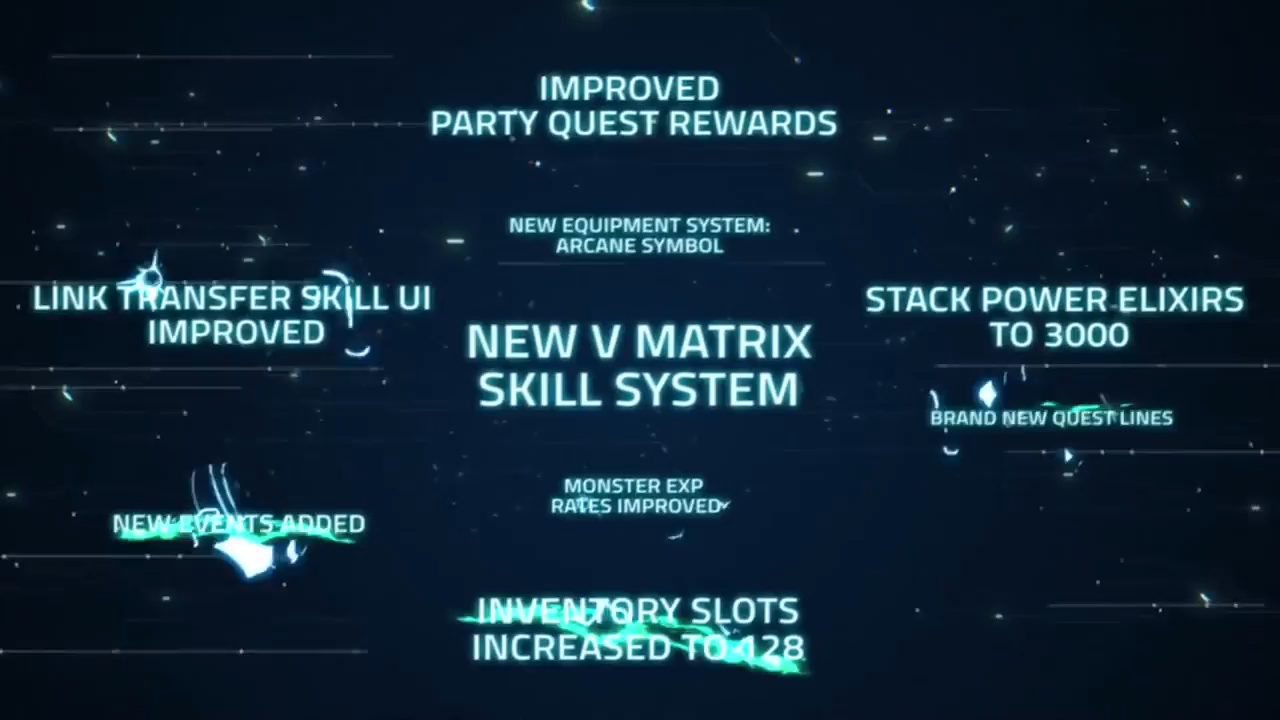 IMPROVED
PARTY QUEST REWARDS
NEW EQUIPMENT SYSTEM:
ARCANE SYMBOL
LINK TRANSFER SKILL UI
IMPROVED
NEW V MATRIX
SKILL SYSTEM
STACK POWER ELIXIRS
TO 3000
BRAND NEW QUEST LINES
NEW EVENTS ADDED
MONSTER EXP
RATES IMPROVED
INVENTORY SLOTS
INCREASED TO 128